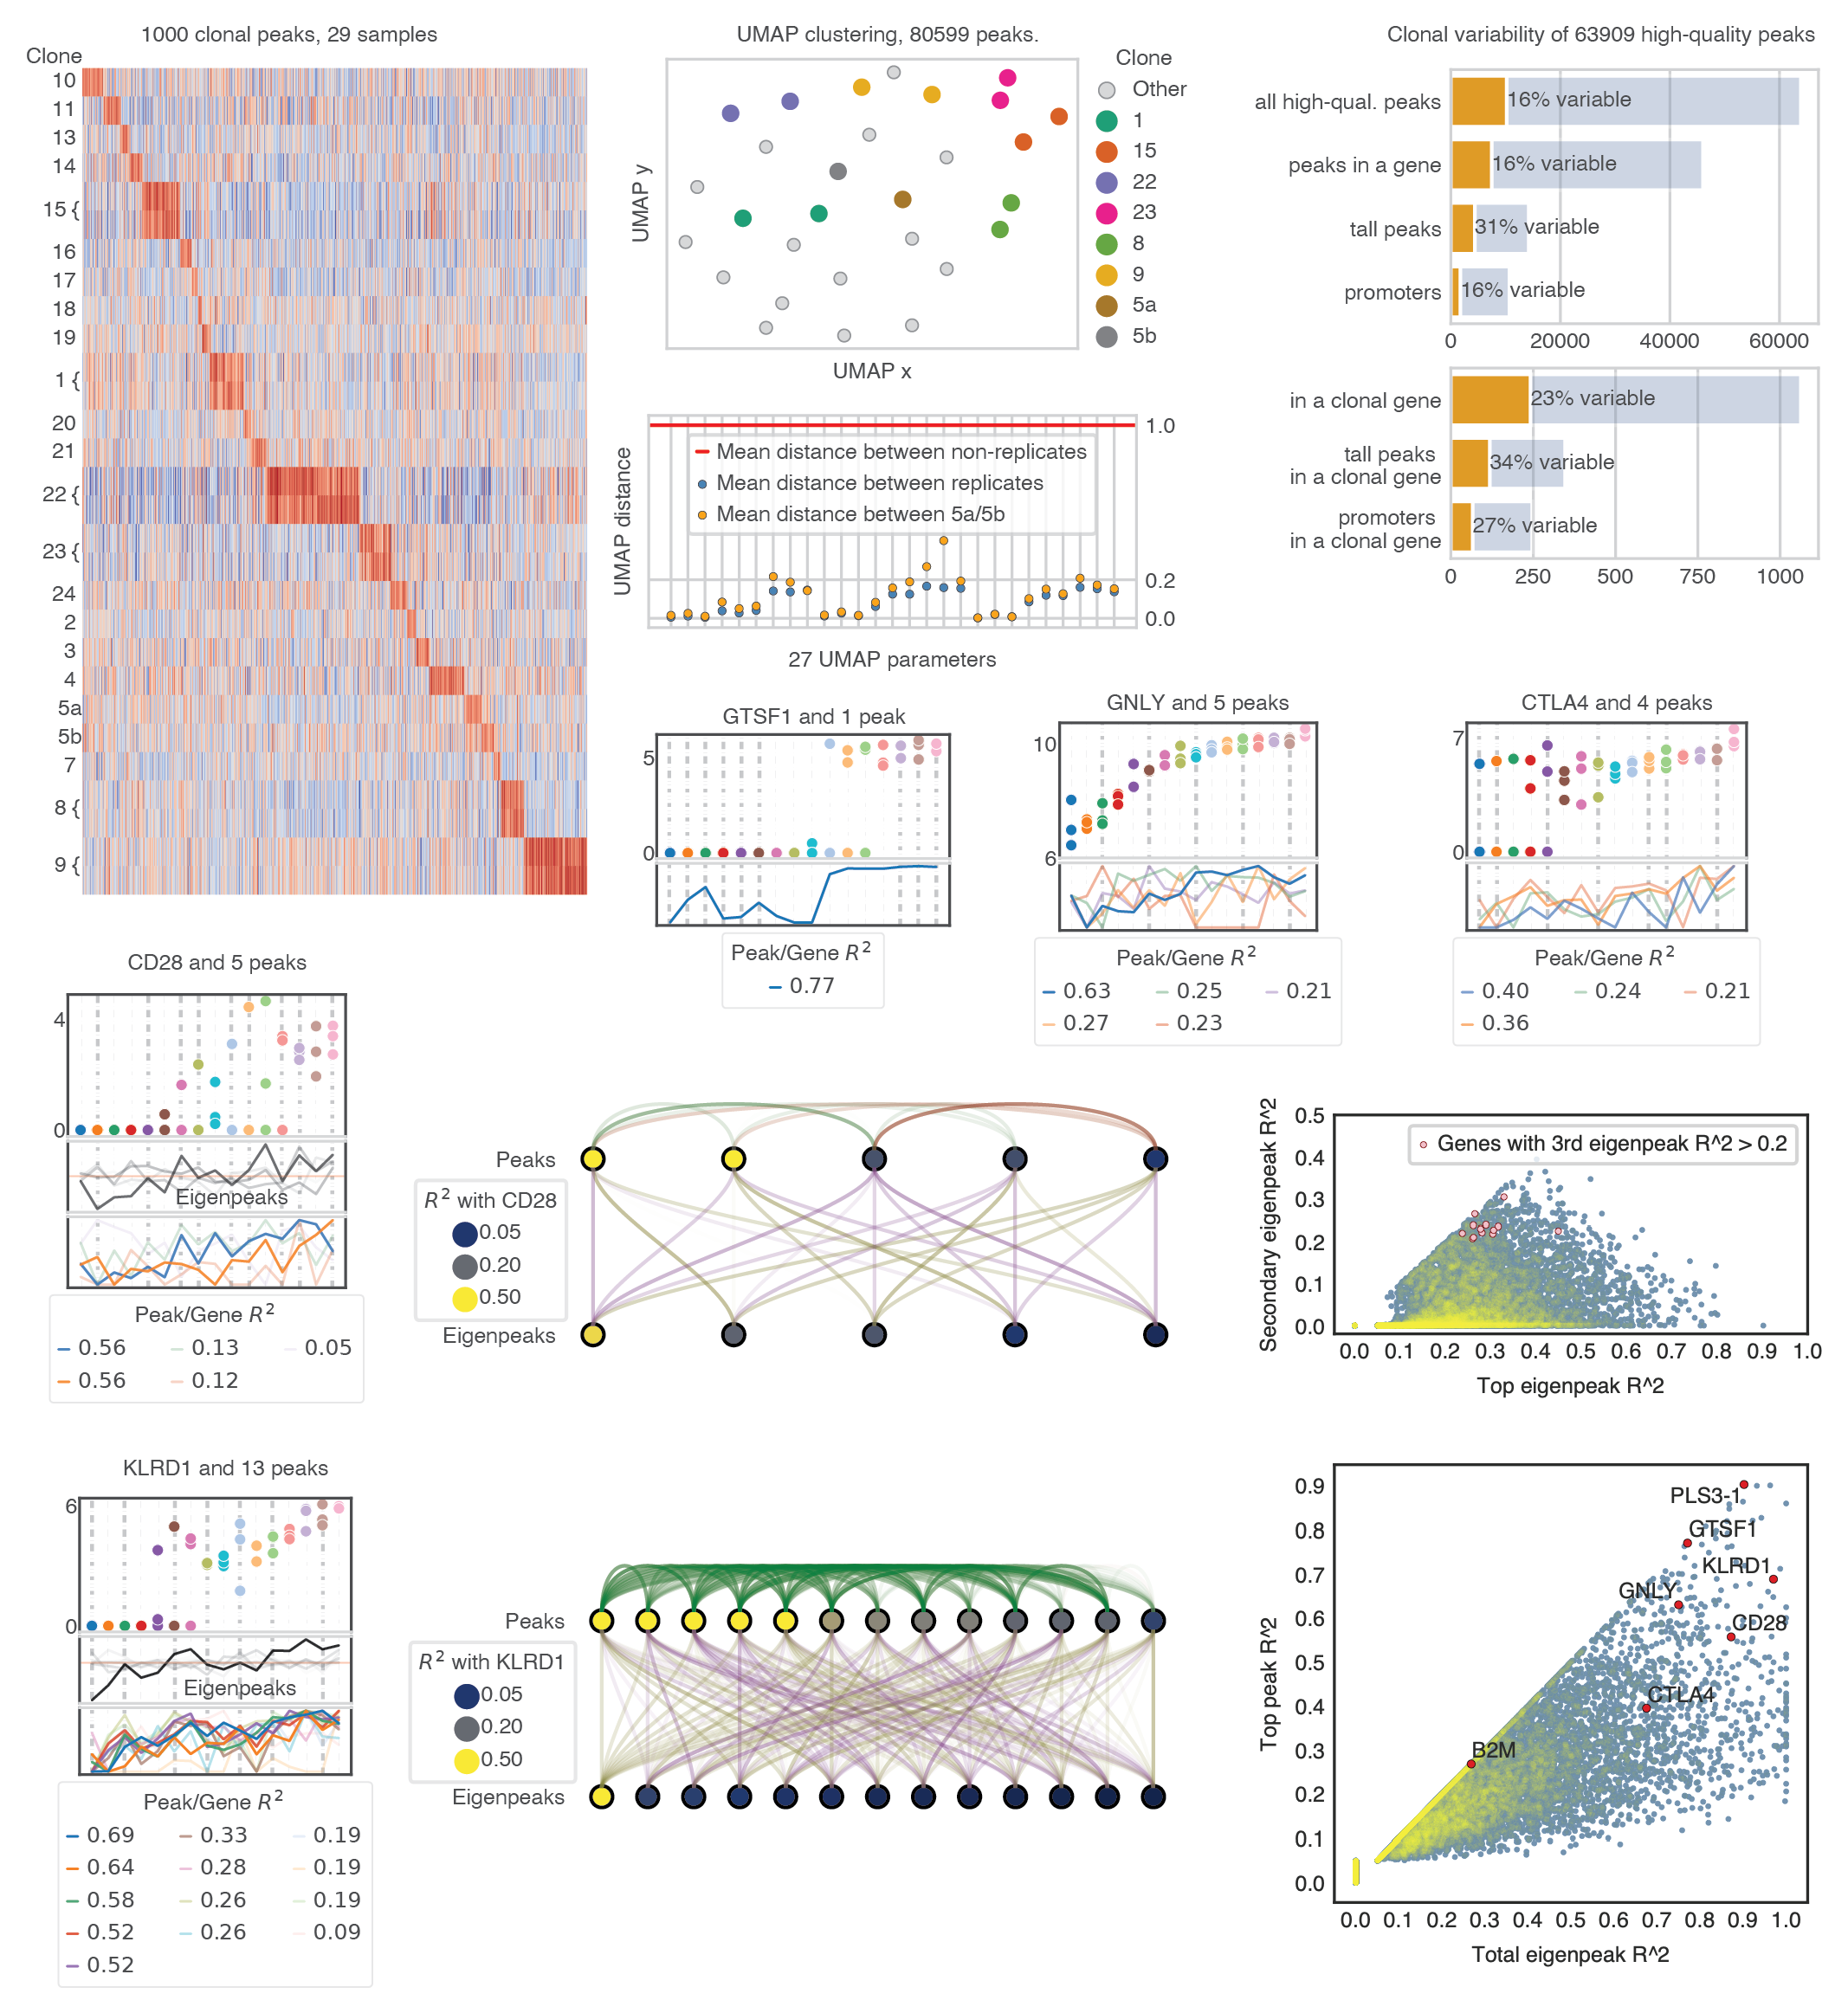 1000 clonal peaks, 29 samples
Clone
10
11
13
14
15 {
16
17
18
19
1 {
20
21
22 {
23 {
24
2
3
4
5a
5b
7
8 {
9 {
UMAP clustering, 80599 peaks.
UMAP y
UMAP x
Clone
Other
1
15
22
23
8
9
5a
5b
Clonal variability of 63909 high-quality peaks
all high-qual. peaks
16% variable
peaks in a gene
16% variable
tall peaks
31% variable
promoters
16% variable
0 20000 40000 60000
in a clonal gene
23% variable
tall peaks
in a clonal gene
34% variable
promoters
in a clonal gene
27% variable
0 250 500 750 1000
UMAP distance
1.0
0.2
0.0
Mean distance between non-replicates
Mean distance between replicates
Mean distance between 5a/5b
27 UMAP parameters
GTSF1 and 1 peak
5
0
Peak/Gene R²
0.77
GNLY and 5 peaks
10
6
Peak/Gene R²
0.63 0.25 0.21
0.27 0.23
CTLA4 and 4 peaks
7
0
Peak/Gene R²
0.40 0.24 0.21
0.36
CD28 and 5 peaks
4
0
Eigenpeaks
Peak/Gene R²
0.56 0.13 0.05
0.56 0.12
Peaks
R² with CD28
0.05
0.20
0.50
Eigenpeaks
Secondary eigenpeak R^2
0.5
0.4
0.3
0.2
0.1
0.0
Genes with 3rd eigenpeak R^2 > 0.2
0.0 0.1 0.2 0.3 0.4 0.5 0.6 0.7 0.8 0.9 1.0
Top eigenpeak R^2
KLRD1 and 13 peaks
6
0
Eigenpeaks
Peak/Gene R²
0.69 0.33 0.19
0.64 0.28 0.19
0.58 0.26 0.19
0.52 0.26 0.09
0.52
Peaks
R² with KLRD1
0.05
0.20
0.50
Eigenpeaks
Top peak R^2
0.9
0.8
0.7
0.6
0.5
0.4
0.3
0.2
0.1
0.0
PLS3-1
GTSF1
KLRD1
GNLY
CD28
CTLA4
B2M
0.0 0.1 0.2 0.3 0.4 0.5 0.6 0.7 0.8 0.9 1.0
Total eigenpeak R^2